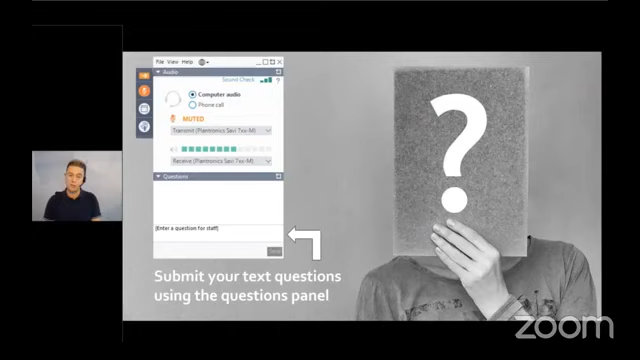 File View Help
Audio
Sound Check
?
Computer audio
Phone call
MUTED
Transmit (Plantronics Savi 7xx-M)
Receive (Plantronics Savi 7xx-M)
Questions
[Enter a question for staff]
Send
Submit your text questions
using the questions panel
?
zoom